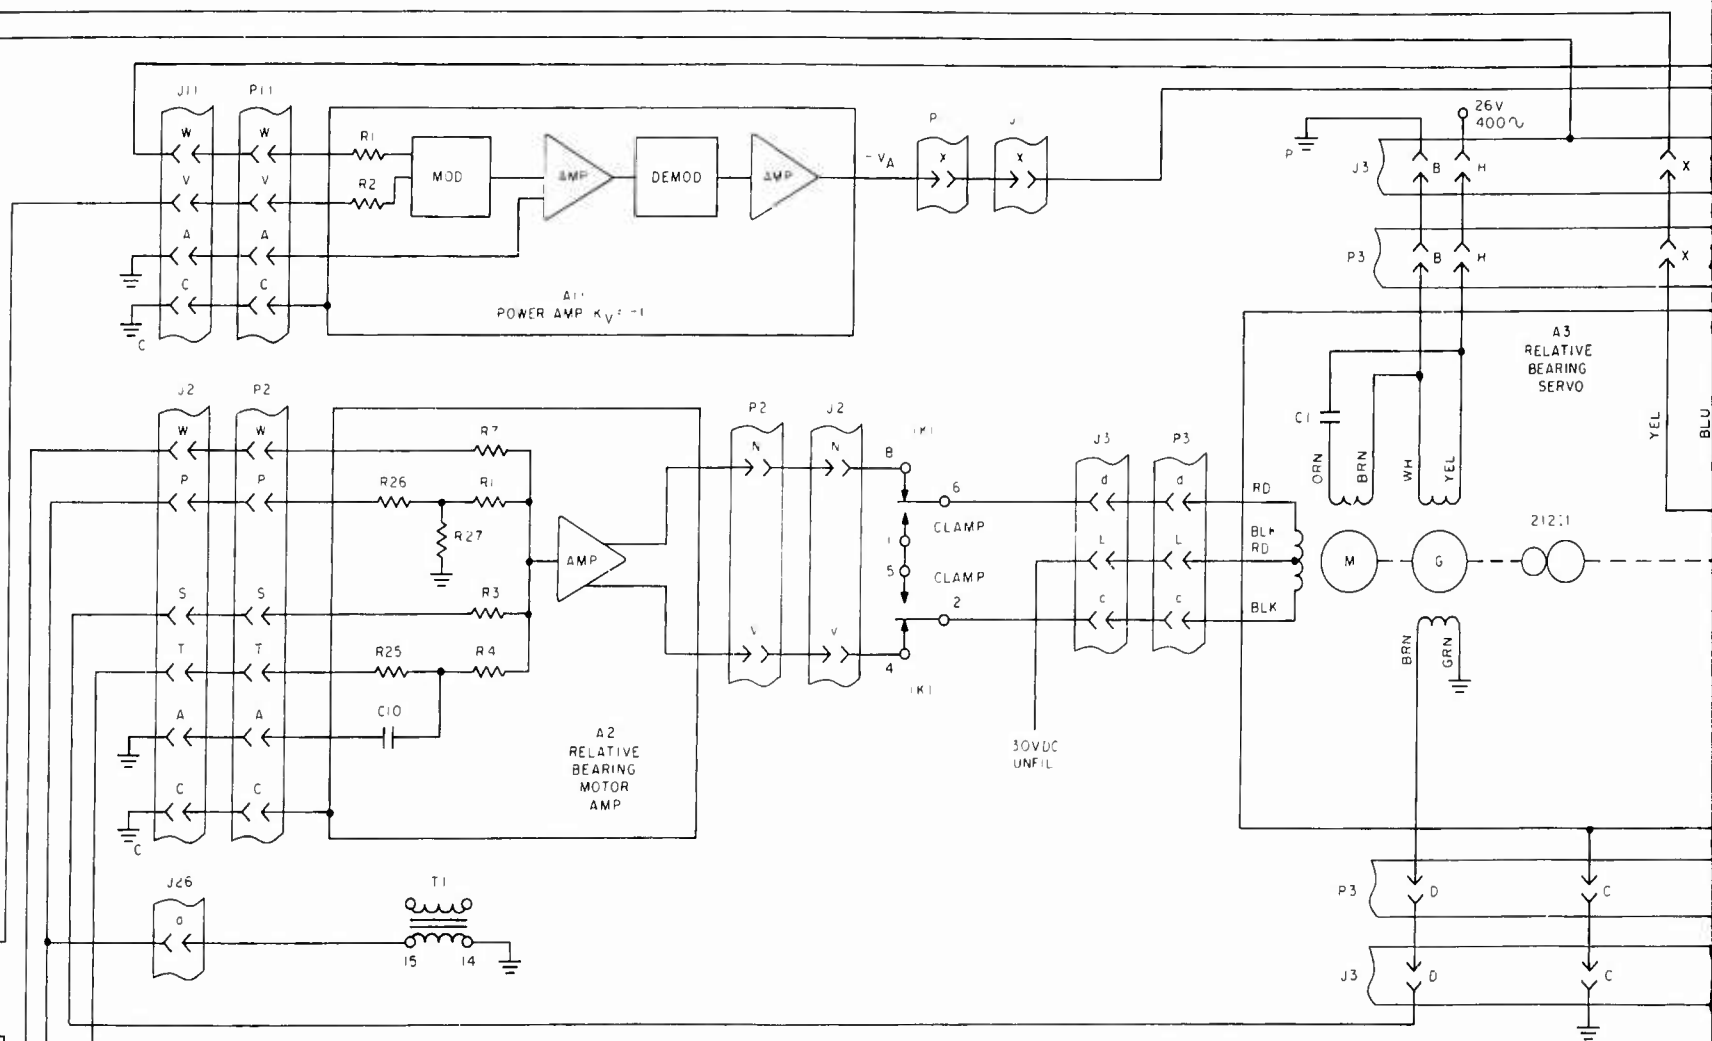 J11 P11
W W R1
V V R2
MOD AMP DEMOD AMP
-VA
P J
X X
A A
C C
C
POWER AMP KV = -1
P
26V
400~
J3 B H X
P3 B H X
A3
RELATIVE
BEARING
SERVO
C1
ORN BRN WH YEL
YEL BLU
J2 P2
W W R7
P P R26 R1
R27
S S R3
T T R25 R4
A A C10
C C
C
AMP
A2
RELATIVE
BEARING
MOTOR
AMP
P2 J2
N N
V V
8
6
CLAMP
1
5
CLAMP
2
4
J3 P3
d d RD
L L BLK
RD
c c BLK
30VDC
UNFIL
M G
212:1
BRN GRN
J26
T1
15 14
P3 D C
J3 D C